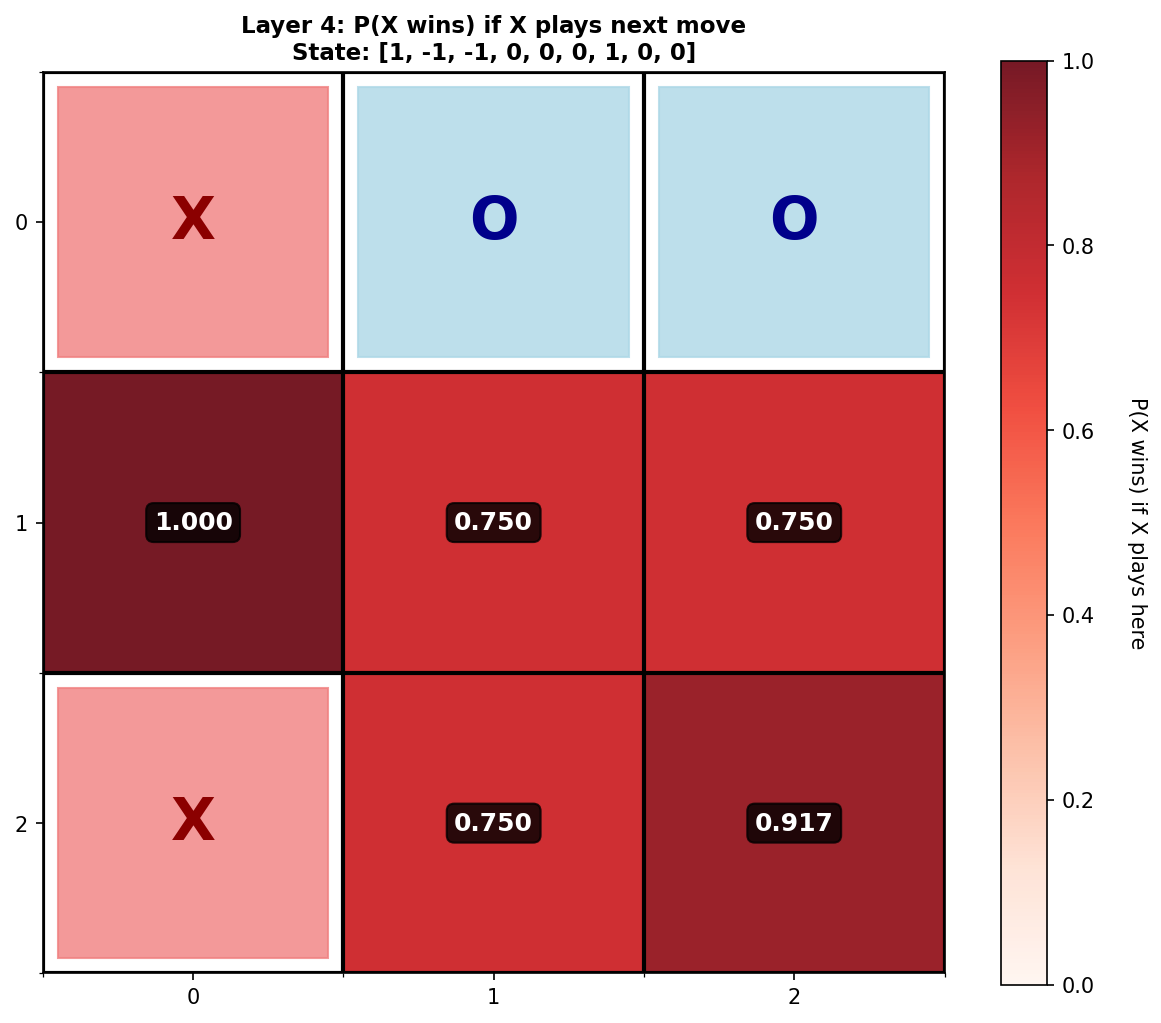 Layer 4: P(X wins) if X plays next move
State: [1, -1, -1, 0, 0, 0, 1, 0, 0]
0
X
O
O
1
1.000
0.750
0.750
2
X
0.750
0.917
0
1
2
1.0
0.8
0.6
0.4
0.2
0.0
P(X wins) if X plays here